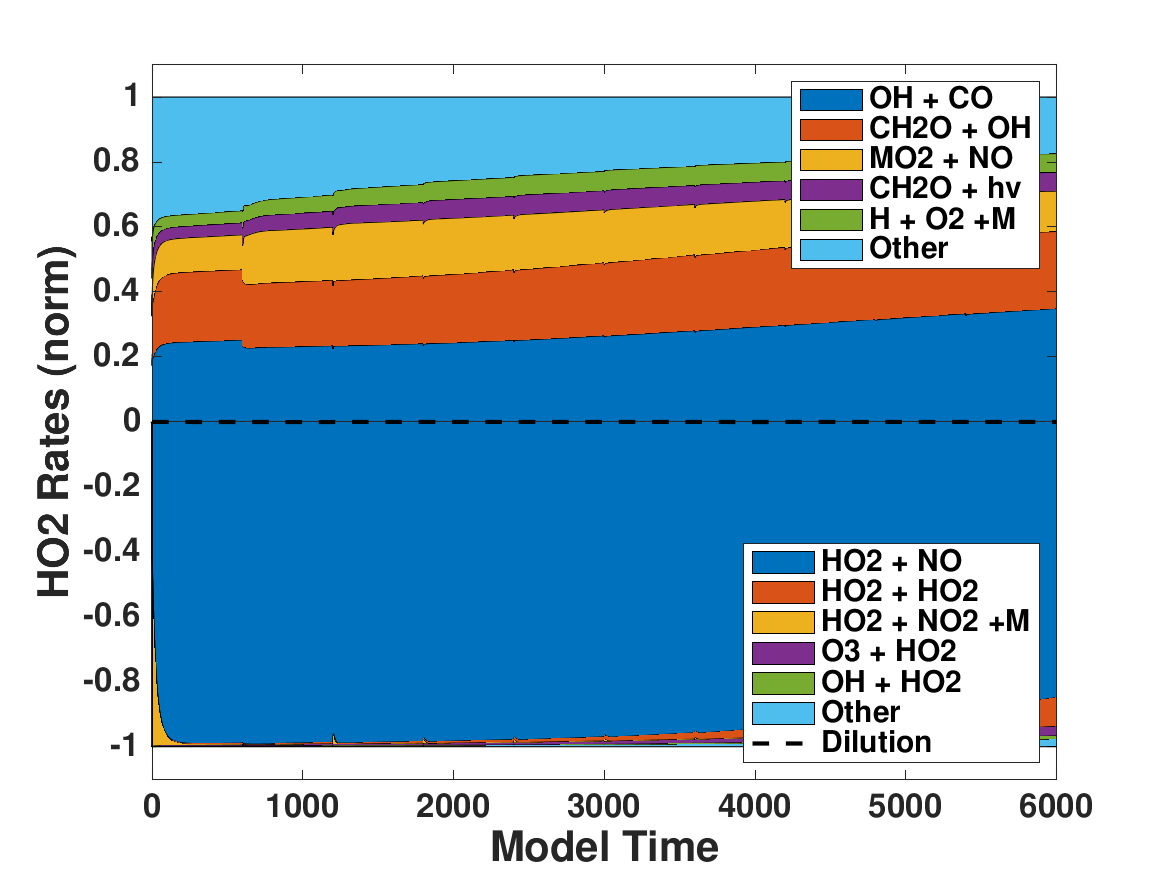 1
0.8
0.6
0.4
0.2
0
-0.2
-0.4
-0.6
-0.8
-1
HO2 Rates (norm)
OH + CO
CH2O + OH
MO2 + NO
CH2O + hv
H + O2 +M
Other
HO2 + NO
HO2 + HO2
HO2 + NO2 +M
O3 + HO2
OH + HO2
Other
Dilution
0 1000 2000 3000 4000 5000 6000
Model Time